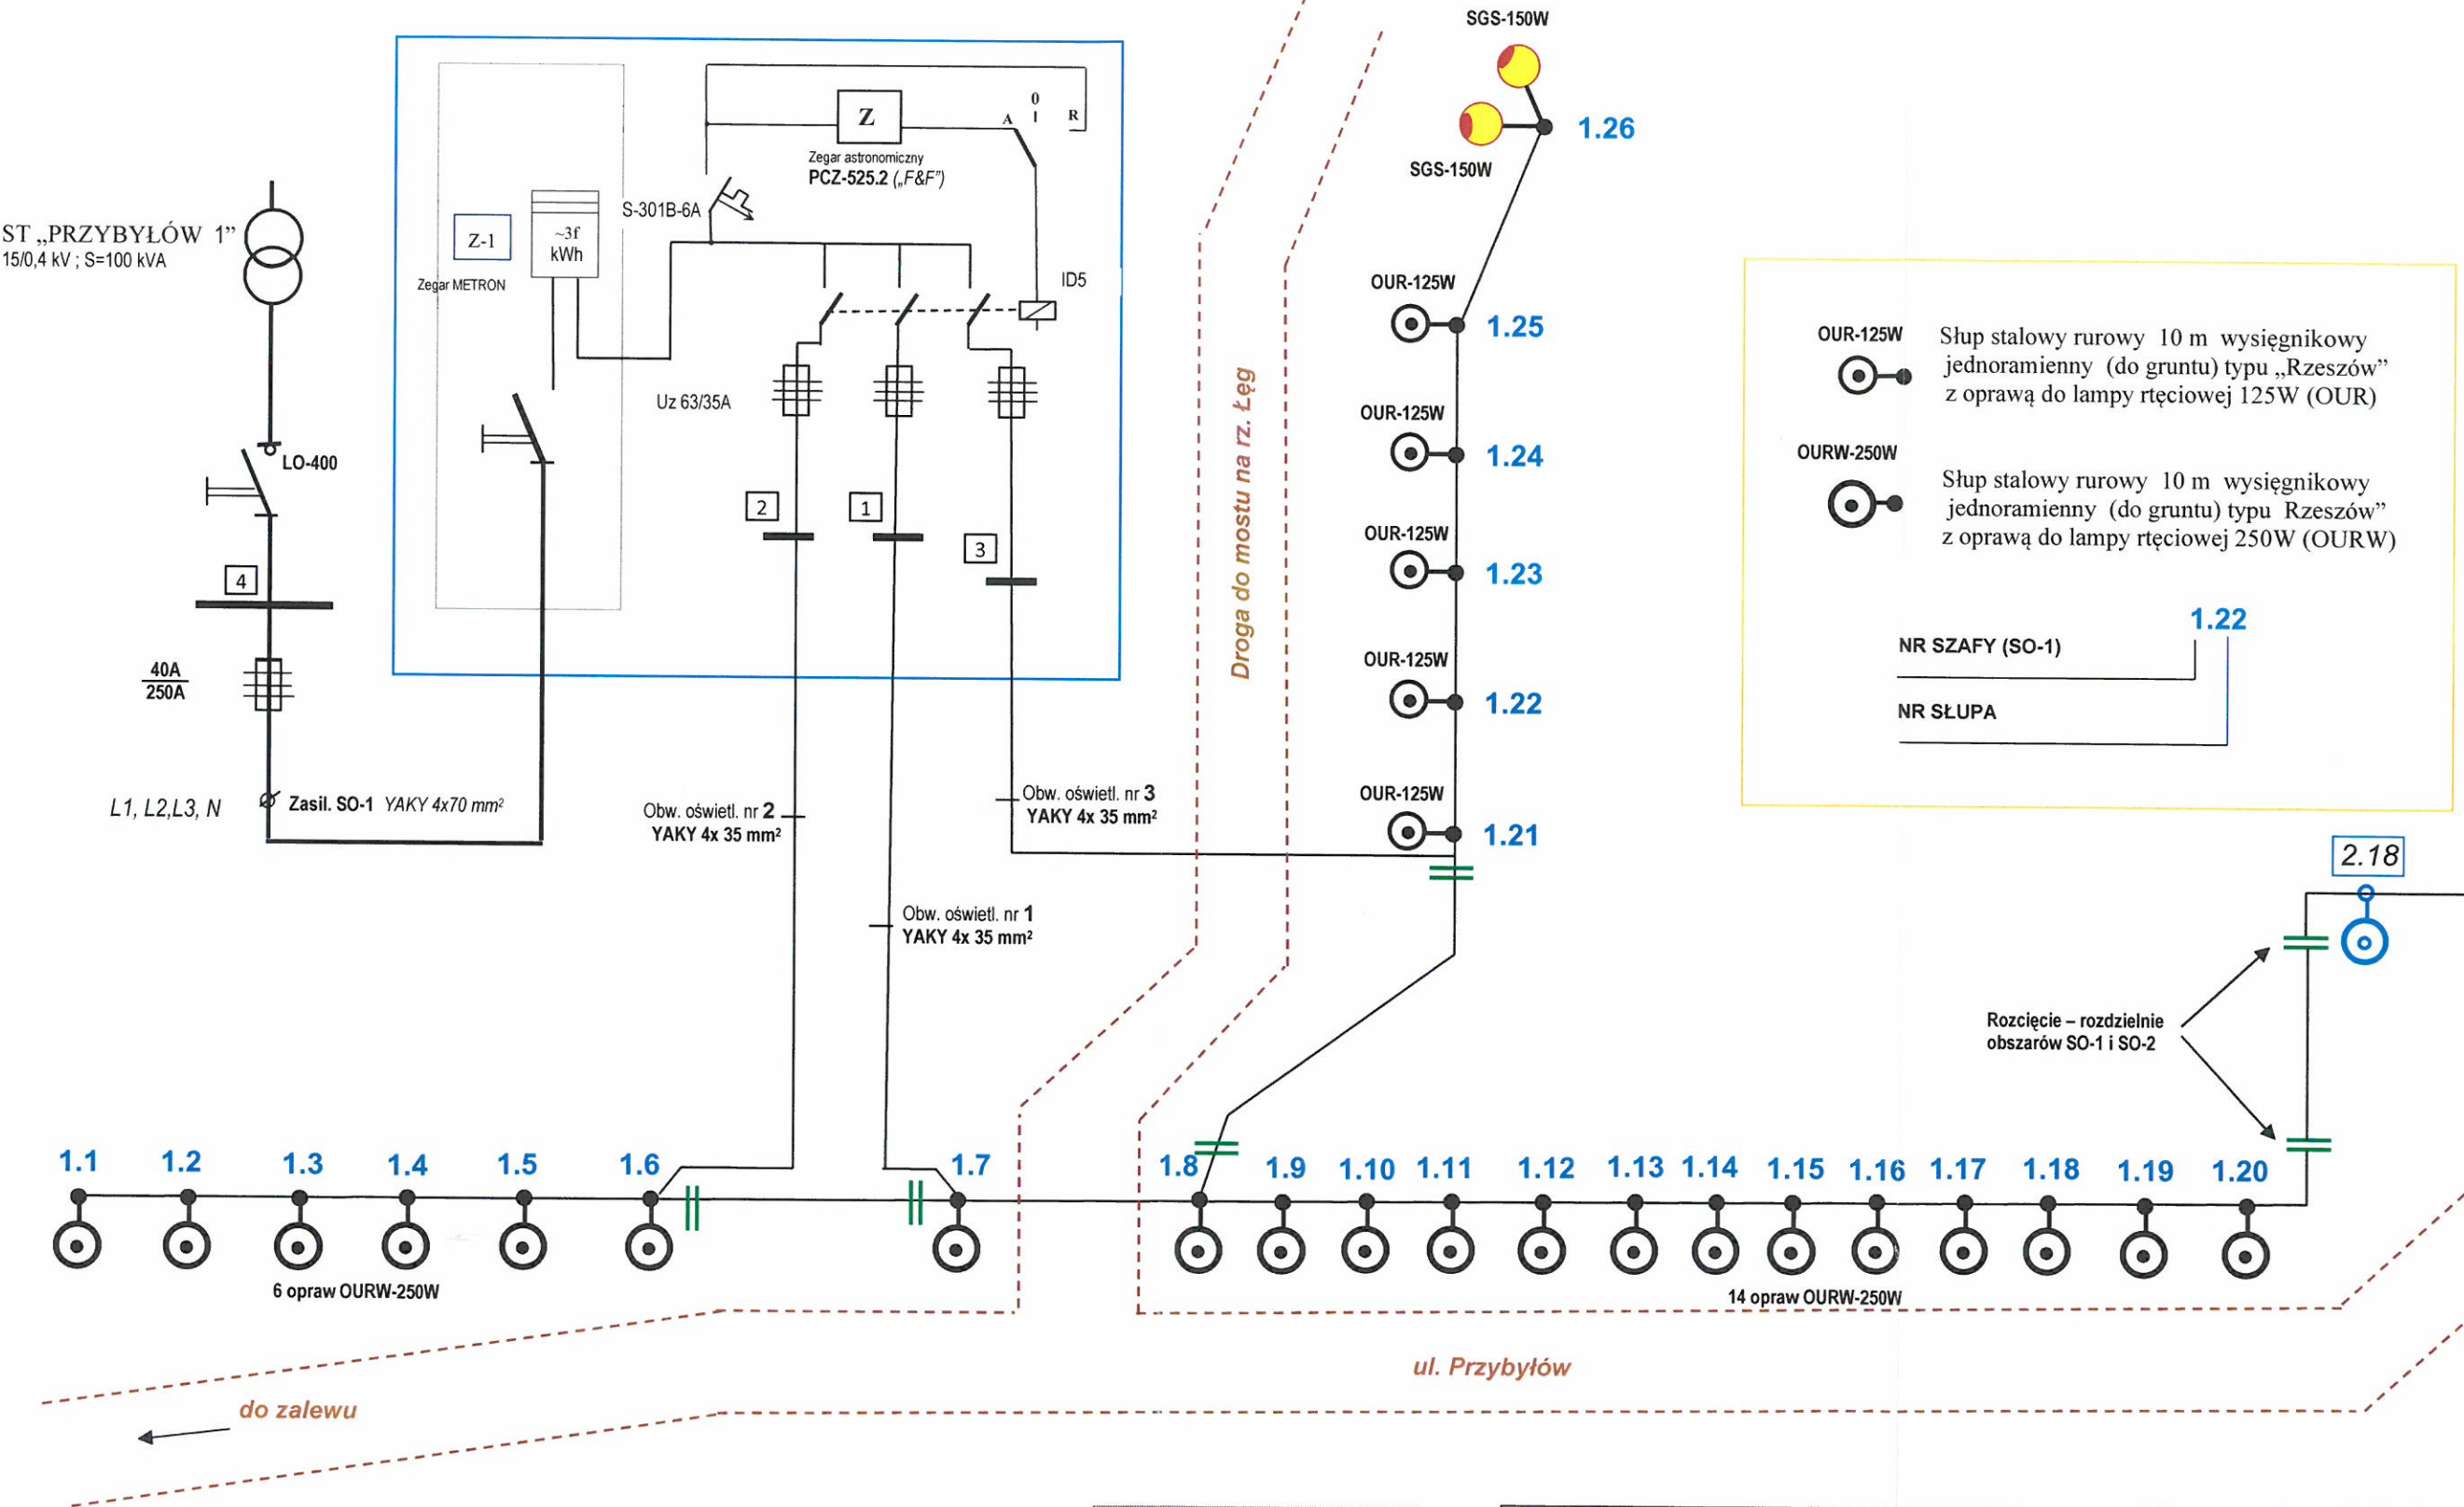 SGS-150W
SGS-150W
1.26
ST „PRZYBYŁÓW 1”
15/0,4 kV ; S=100 kVA
Z-1
Zegar METRON
~3f
kWh
S-301B-6A
Z
Zegar astronomiczny
PCZ-525.2 („F&F”)
A
0
R
ID5
Uz 63/35A
LO-400
2
1
3
4
40A
250A
L1, L2,L3, N
Zasil. SO-1 YAKY 4x70 mm²
Obw. oświetl. nr 2
YAKY 4x 35 mm²
Obw. oświetl. nr 1
YAKY 4x 35 mm²
Obw. oświetl. nr 3
YAKY 4x 35 mm²
Droga do mostu na rz. Łęg
OUR-125W
1.25
OUR-125W
1.24
OUR-125W
1.23
OUR-125W
1.22
OUR-125W
1.21
OUR-125W
Słup stalowy rurowy 10 m wysięgnikowy
jednoramienny (do gruntu) typu „Rzeszów”
z oprawą do lampy rtęciowej 125W (OUR)
OURW-250W
Słup stalowy rurowy 10 m wysięgnikowy
jednoramienny (do gruntu) typu Rzeszów”
z oprawą do lampy rtęciowej 250W (OURW)
1.22
NR SZAFY (SO-1)
NR SŁUPA
2.18
Rozcięcie – rozdzielnie
obszarów SO-1 i SO-2
1.1 1.2 1.3 1.4 1.5 1.6 1.7 1.8 1.9 1.10 1.11 1.12 1.13 1.14 1.15 1.16 1.17 1.18 1.19 1.20
6 opraw OURW-250W
14 opraw OURW-250W
ul. Przybyłów
do zalewu